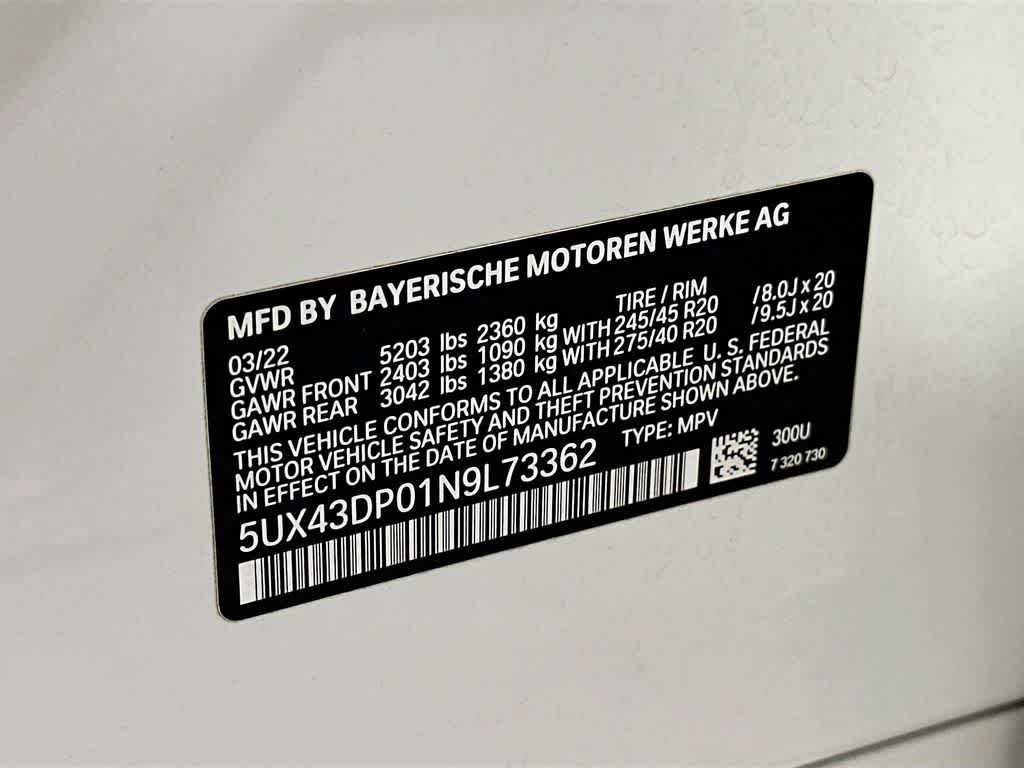 MFD BY BAYERISCHE MOTOREN WERKE AG
03/22 TIRE / RIM
GVWR 5203 lbs 2360 kg
GAWR FRONT 2403 lbs 1090 kg WITH 245/45 R20 /8.0J x 20
GAWR REAR 3042 lbs 1380 kg WITH 275/40 R20 /9.5J x 20
THIS VEHICLE CONFORMS TO ALL APPLICABLE U. S. FEDERAL
MOTOR VEHICLE SAFETY AND THEFT PREVENTION STANDARDS
IN EFFECT ON THE DATE OF MANUFACTURE SHOWN ABOVE.
5UX43DP01N9L73362 TYPE: MPV
300U
7 320 730